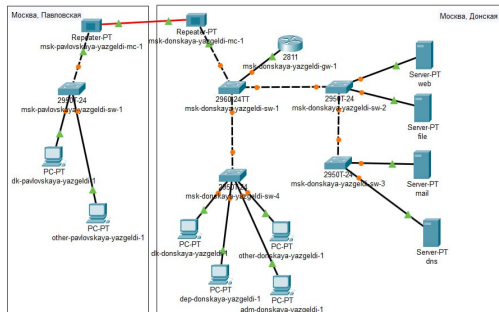 Москва, Павловская
Москва, Донская
Repeater-PT
msk-pavlovskaya-yazgeldi-mc-1
Repeater-PT
msk-donskaya-yazgeldi-mc-1
2811
msk-donskaya-yazgeldi-gw-1
Server-PT
web
2950T-24
msk-pavlovskaya-yazgeldi-sw-1
2960-24TT
msk-donskaya-yazgeldi-sw-1
2950T-24
msk-donskaya-yazgeldi-sw-2
Server-PT
file
PC-PT
dk-pavlovskaya-yazgeldi-1
2950T-24
msk-donskaya-yazgeldi-sw-4
2950T-24
msk-donskaya-yazgeldi-sw-3
Server-PT
mail
PC-PT
other-pavlovskaya-yazgeldi-1
PC-PT
dk-donskaya-yazgeldi-1
PC-PT
other-donskaya-yazgeldi-1
Server-PT
dns
PC-PT
dep-donskaya-yazgeldi-1
PC-PT
adm-donskaya-yazgeldi-1